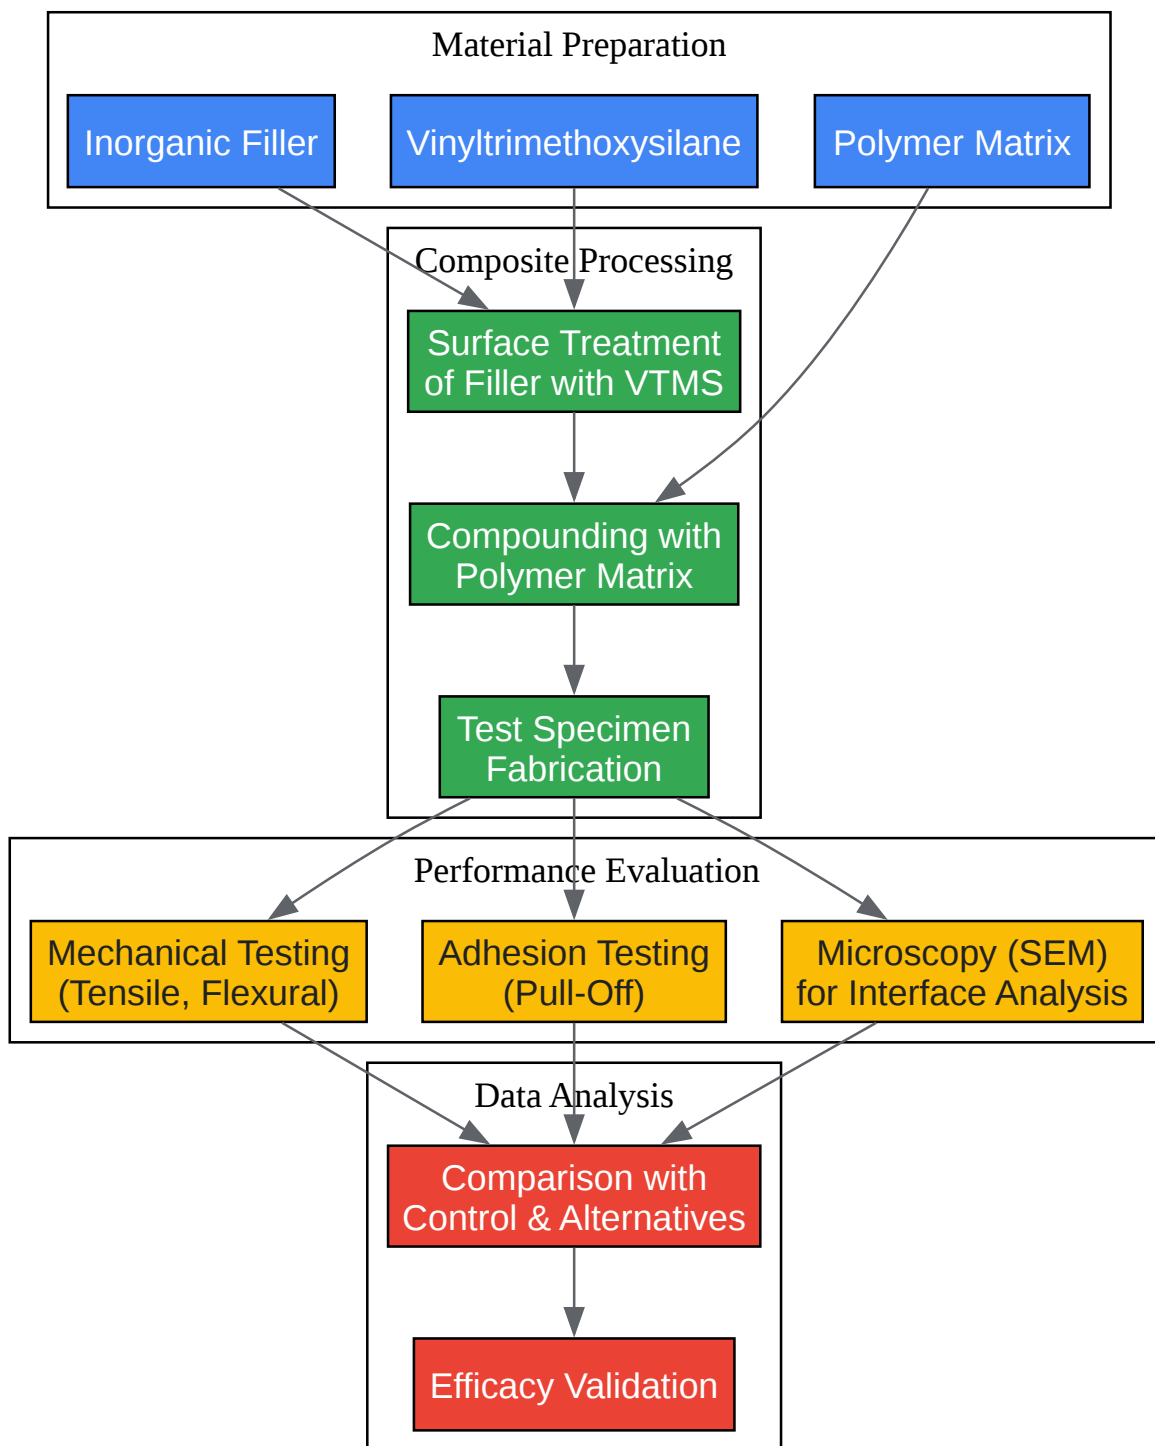 Material Preparation
Inorganic Filler
Vinyltrimethoxysilane
Polymer Matrix
Composite Processing
Surface Treatment
of Filler with VTMS
Compounding with
Polymer Matrix
Test Specimen
Fabrication
Performance Evaluation
Mechanical Testing
(Tensile, Flexural)
Adhesion Testing
(Pull-Off)
Microscopy (SEM)
for Interface Analysis
Data Analysis
Comparison with
Control & Alternatives
Efficacy Validation